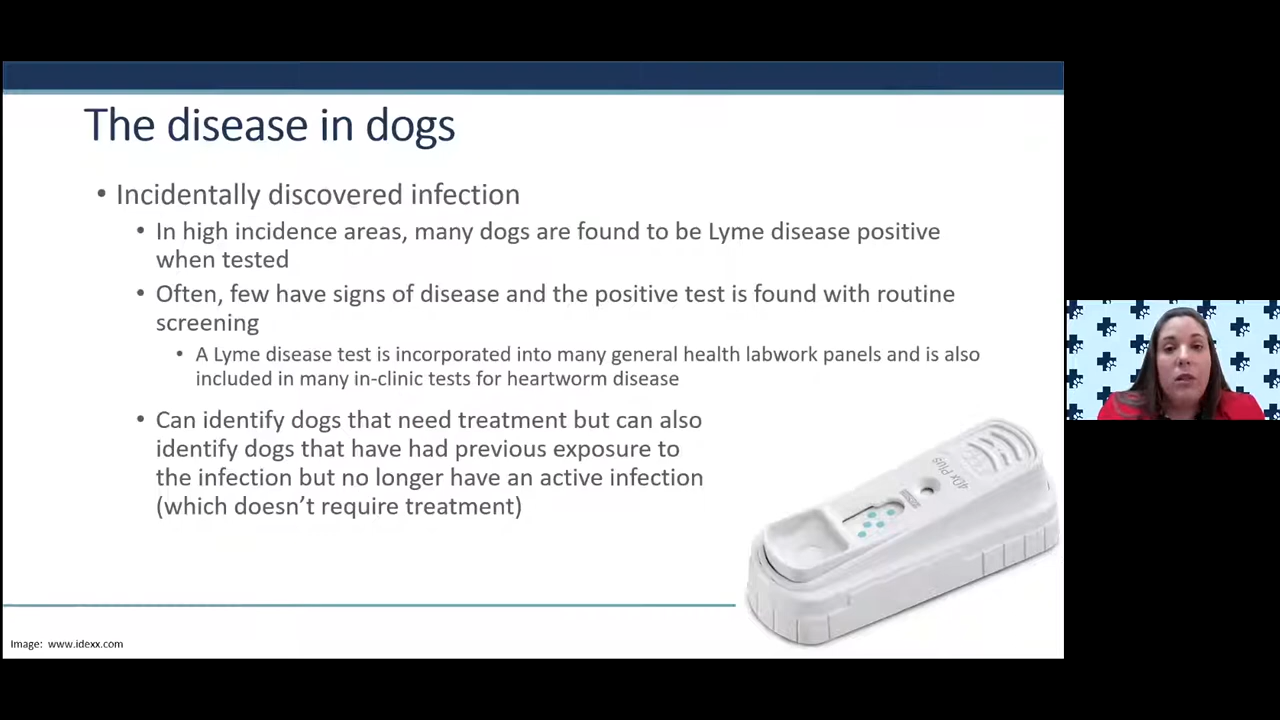 The disease in dogs
• Incidentally discovered infection
• In high incidence areas, many dogs are found to be Lyme disease positive
when tested
• Often, few have signs of disease and the positive test is found with routine
screening
• A Lyme disease test is incorporated into many general health labwork panels and is also
included in many in-clinic tests for heartworm disease
• Can identify dogs that need treatment but can also
identify dogs that have had previous exposure to
the infection but no longer have an active infection
(which doesn’t require treatment)
4Dx Plus
Image: www.idexx.com